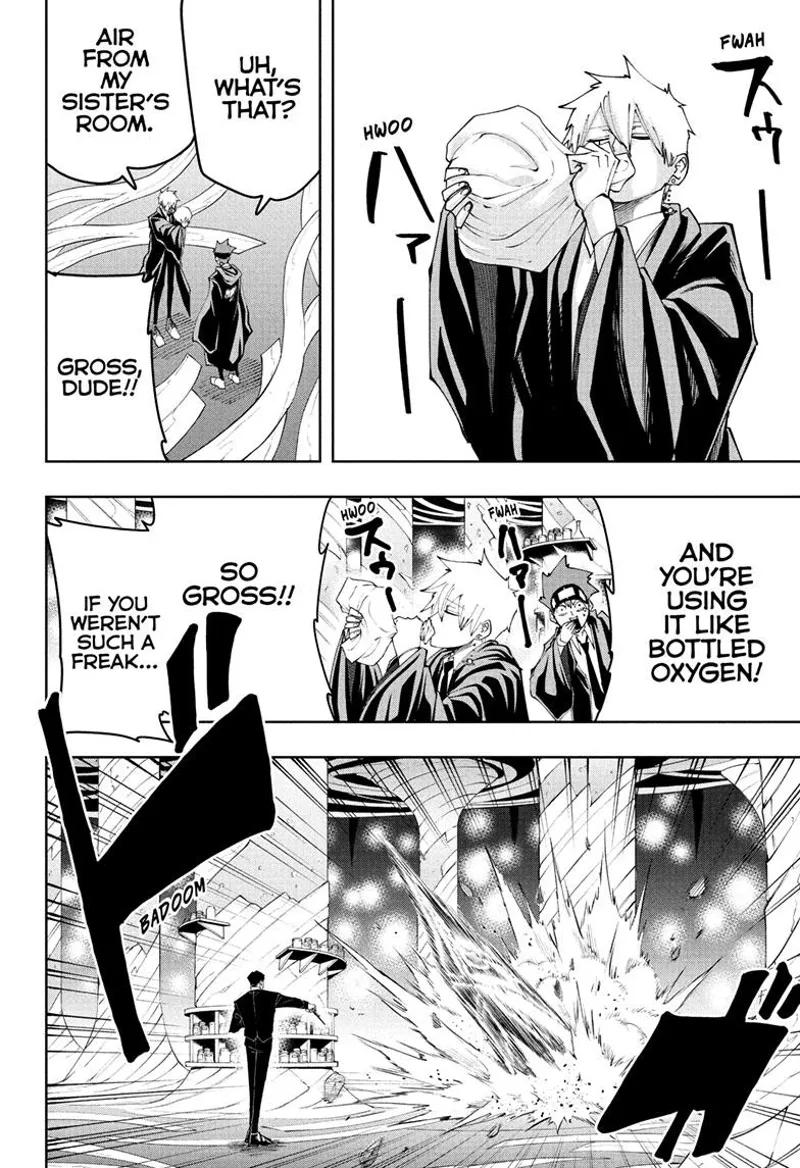 FWAH
スゥー
HWOO
ハァー
UH,
WHAT'S
THAT?
AIR
FROM
MY
SISTER'S
ROOM.
GROSS,
DUDE!!
AND
YOU'RE
USING
IT LIKE
BOTTLED
OXYGEN!
FWAH
ハァー
HWOO
スゥー
SO
GROSS!!
IF YOU
WEREN'T
SUCH A
FREAK...
BADOOM
ドン!!